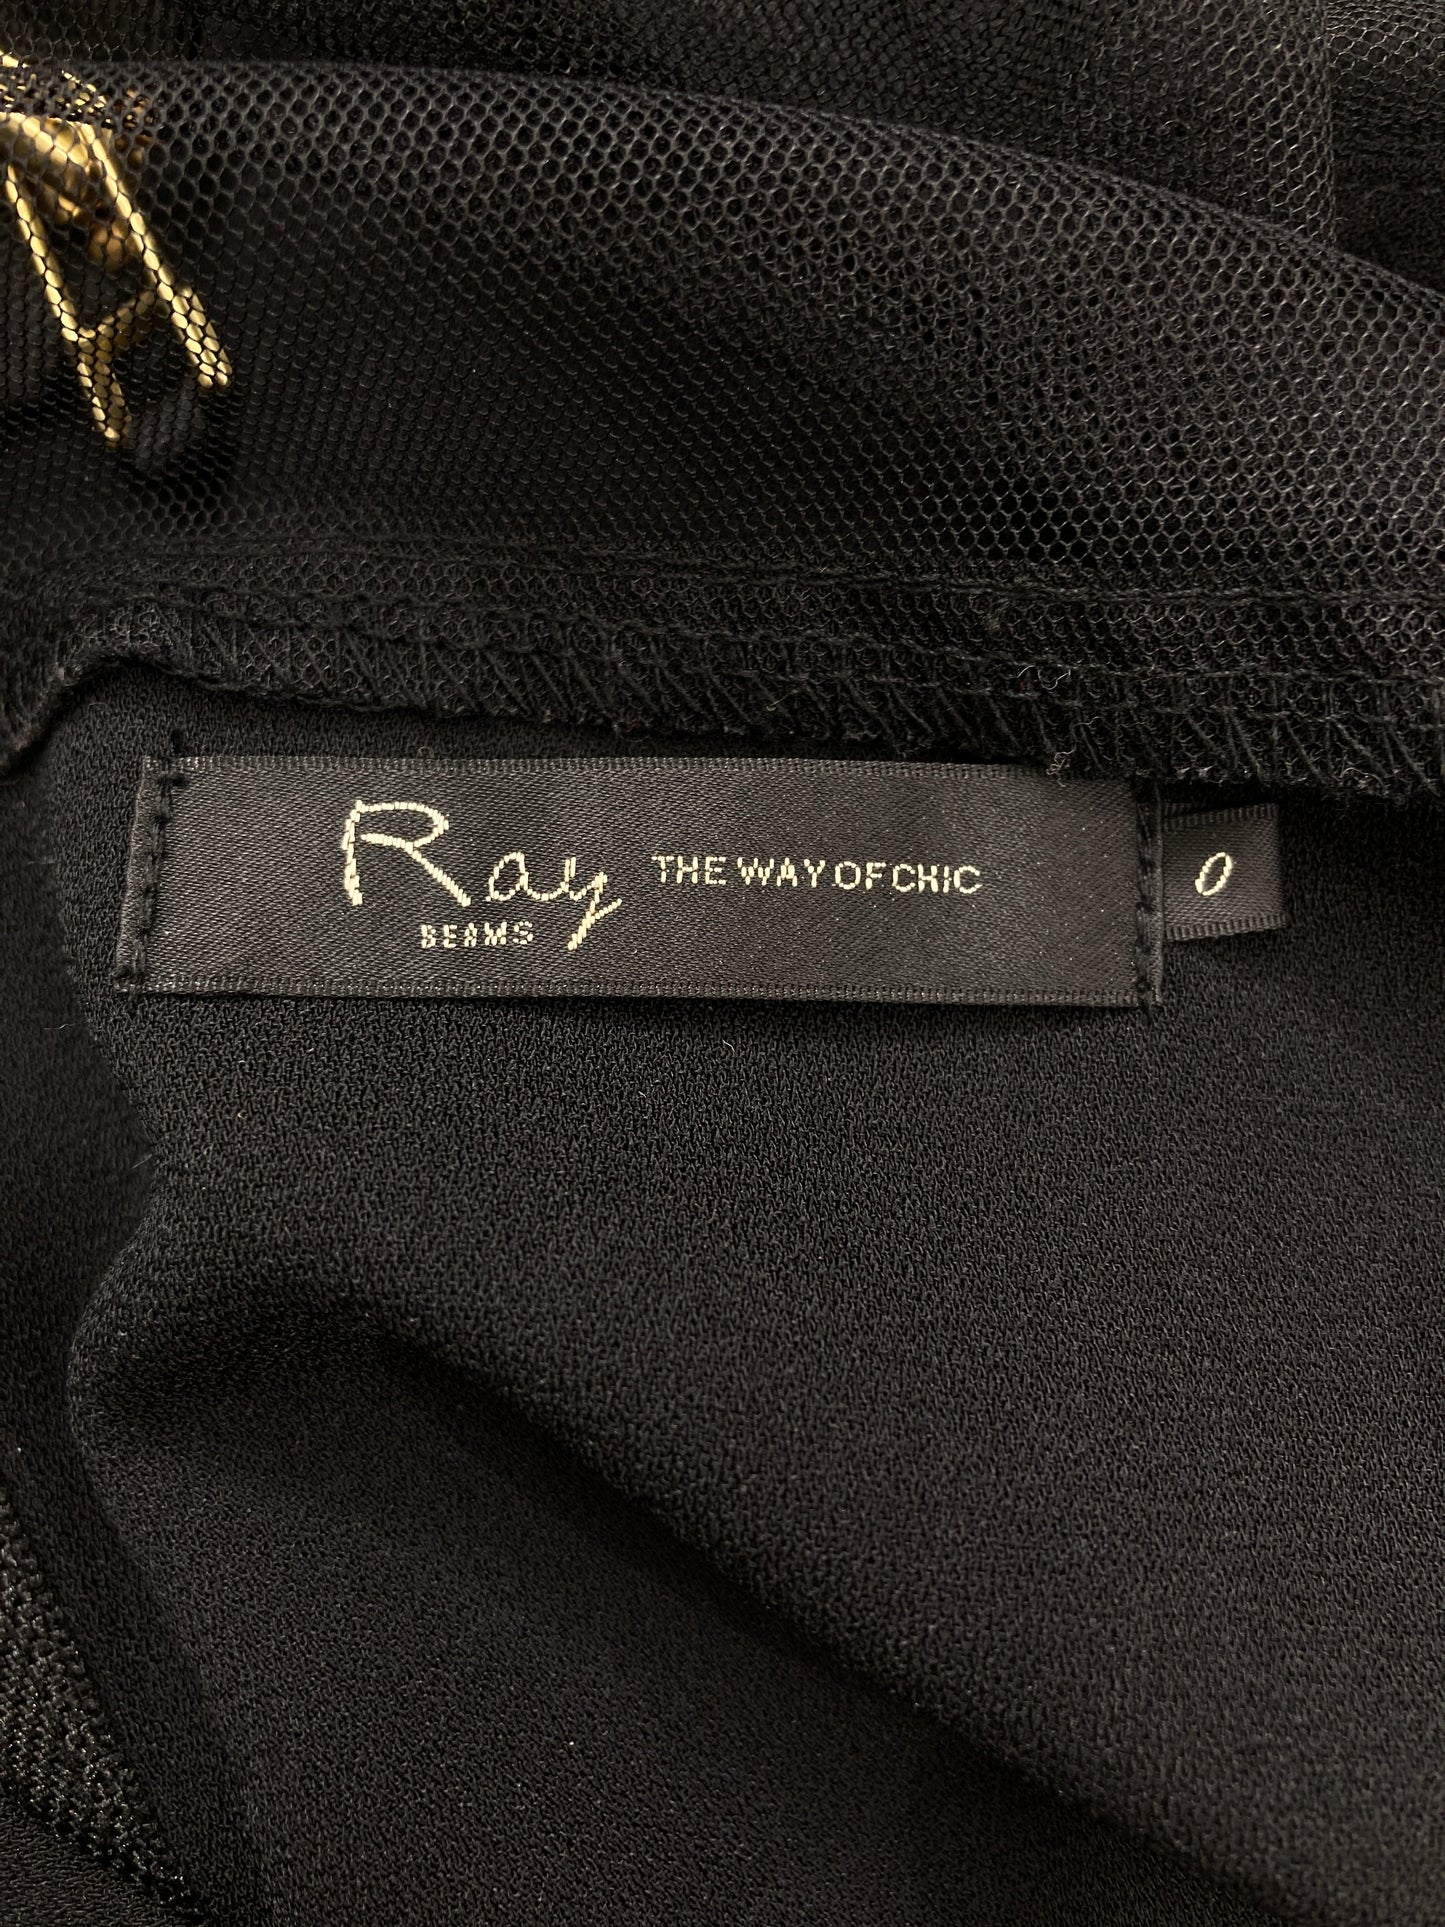 Ray THE WAY OF CHIC
BEAMS
0